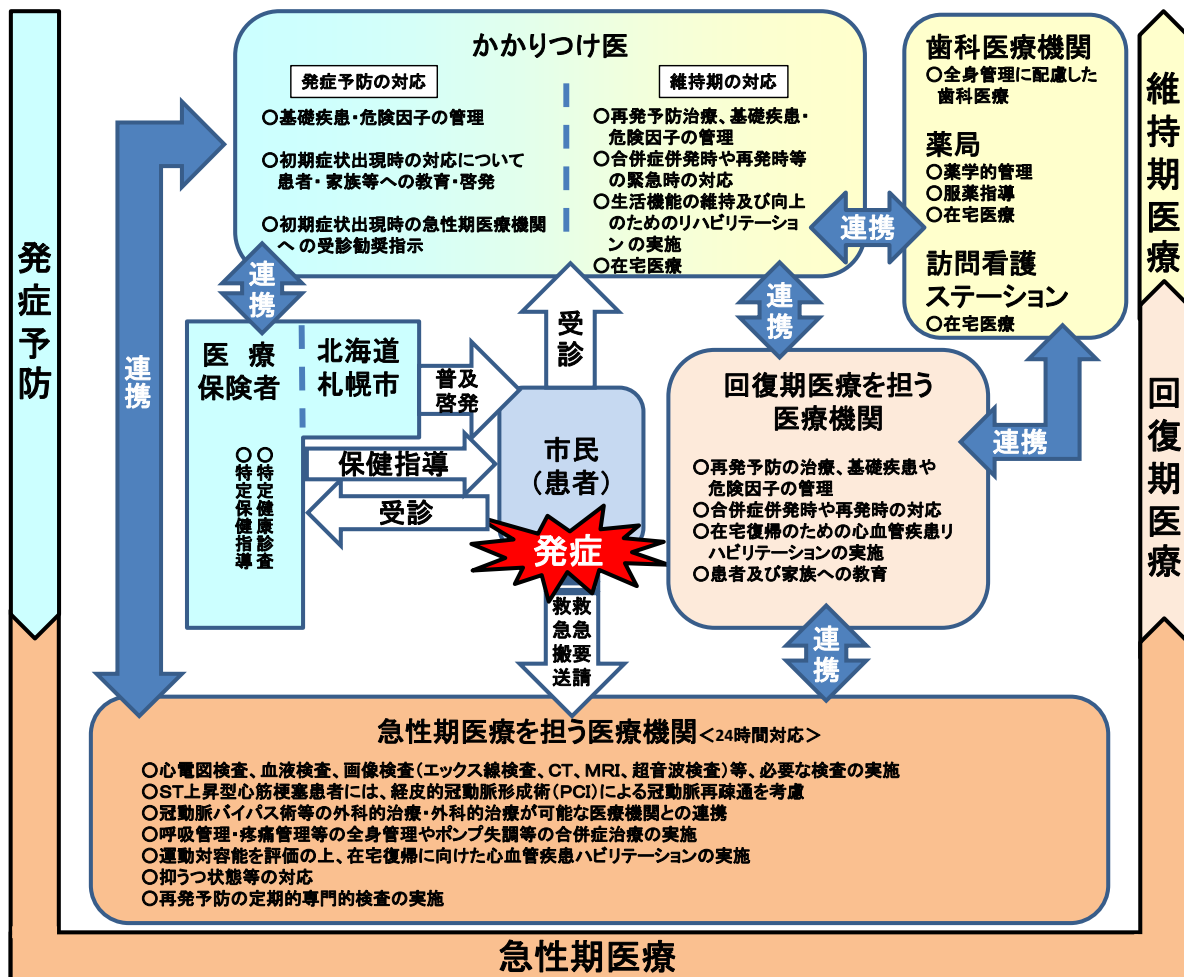 かかりつけ医
発症予防の対応
○基礎疾患・危険因子の管理
○初期症状出現時の対応について
患者・家族等への教育・啓発
○初期症状出現時の急性期医療機関
への受診勧奨指示
維持期の対応
○再発予防治療、基礎疾患・
危険因子の管理
○合併症併発時や再発時等
の緊急時の対応
○生活機能の維持及び向上
のためのリハビリテーショ
ンの実施
○在宅医療
歯科医療機関
○全身管理に配慮した
歯科医療
薬局
○薬学的管理
○服薬指導
○在宅医療
訪問看護
ステーション
○在宅医療
発症予防
維持期医療
回復期医療
連携
連携
連携
連携
連携
連携
医療
保険者
北海道
札幌市
○特定健康診査
○特定保健指導
普及
啓発
保健指導
受診
受診
市民
(患者)
発症
救急要請
救急搬送
回復期医療を担う
医療機関
○再発予防の治療、基礎疾患や
危険因子の管理
○合併症併発時や再発時の対応
○在宅復帰のための心血管疾患リ
ハビリテーションの実施
○患者及び家族への教育
急性期医療を担う医療機関<24時間対応>
○心電図検査、血液検査、画像検査(エックス線検査、CT、MRI、超音波検査)等、必要な検査の実施
○ST上昇型心筋梗塞患者には、経皮的冠動脈形成術(PCI)による冠動脈再疎通を考慮
○冠動脈バイパス術等の外科的治療・外科的治療が可能な医療機関との連携
○呼吸管理・疼痛管理等の全身管理やポンプ失調等の合併症治療の実施
○運動対容能を評価の上、在宅復帰に向けた心血管疾患ハビリテーションの実施
○抑うつ状態等の対応
○再発予防の定期的専門的検査の実施
急性期医療